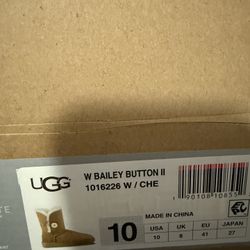 UGG
W BAILEY BUTTON II
1016226 W / CHE
10
MADE IN CHINA
USA UK EU JAPAN
10 8 41 27